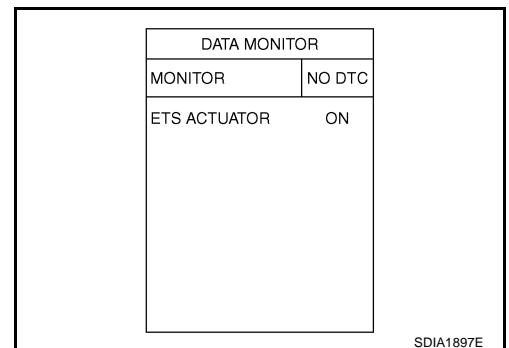 DATA MONITOR
MONITOR NO DTC
ETS ACTUATOR ON
SDIA1897E